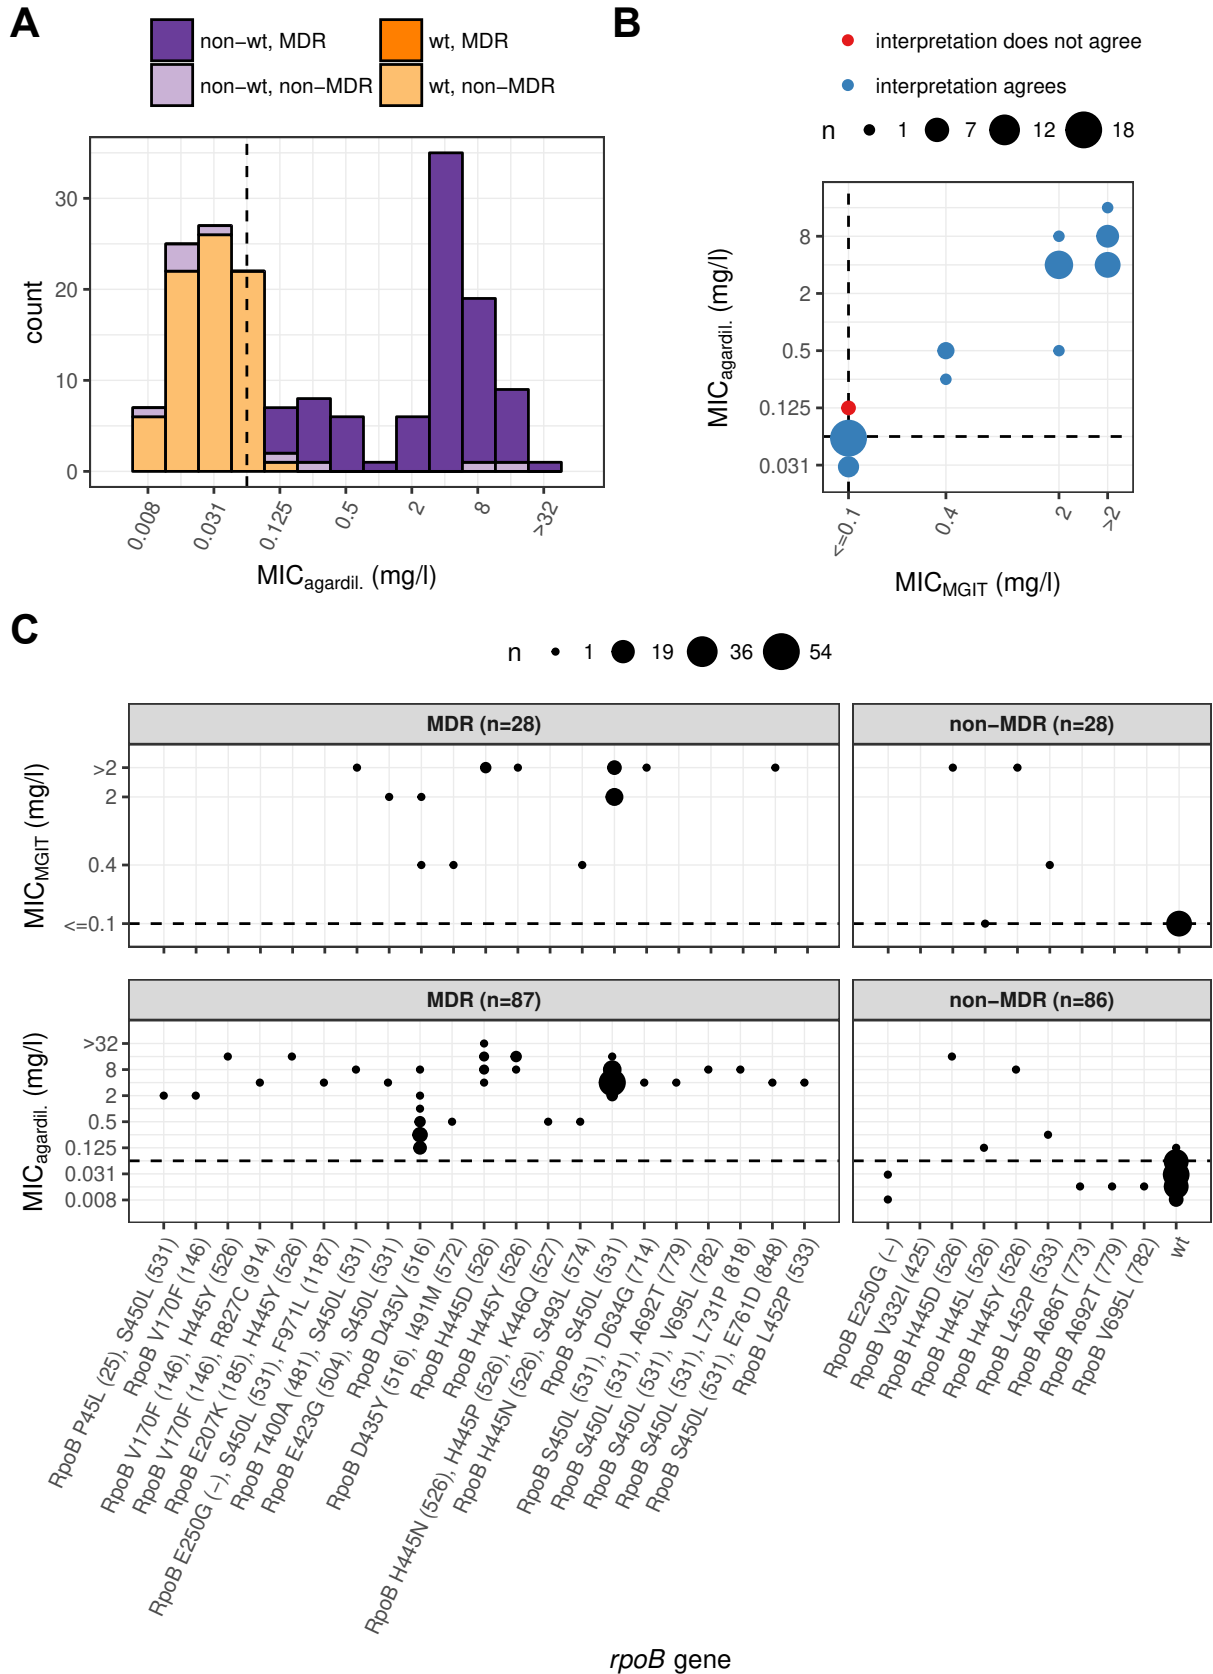 A
non−wt, MDR
wt, MDR
non−wt, non−MDR
wt, non−MDR
count
30
20
10
0
0.008
0.031
0.125
0.5
2
8
>32
MICagardil. (mg/l)
B
interpretation does not agree
interpretation agrees
n 1 7 12 18
MICagardil. (mg/l)
8
2
0.5
0.125
0.031
<=0.1
0.4
2
>2
MICMGIT (mg/l)
C
n 1 19 36 54
MDR (n=28)
non−MDR (n=28)
MICMGIT (mg/l)
>2
2
0.4
<=0.1
MDR (n=87)
non−MDR (n=86)
MICagardil. (mg/l)
>32
8
2
0.5
0.125
0.031
0.008
RpoB P45L (25), S450L (531)
RpoB V170F (146)
RpoB V170F (146), H445Y (526)
RpoB V170F (146), R827C (914)
RpoB E207K (185), H445Y (526)
RpoB E250G (−), S450L (531), F971L (1187)
RpoB T400A (481), S450L (531)
RpoB E423G (504), S450L (531)
RpoB D435V (516)
RpoB D435Y (516), I491M (572)
RpoB H445D (526)
RpoB H445Y (526)
RpoB H445N (526), H445P (526), K446Q (527)
RpoB H445N (526), S493L (574)
RpoB S450L (531)
RpoB S450L (531), D634G (714)
RpoB S450L (531), A692T (779)
RpoB S450L (531), V695L (782)
RpoB S450L (531), L731P (818)
RpoB S450L (531), E761D (848)
RpoB L452P (533)
RpoB E250G (−)
RpoB V332I (425)
RpoB H445D (526)
RpoB H445L (526)
RpoB H445Y (526)
RpoB L452P (533)
RpoB A686T (773)
RpoB A692T (779)
RpoB V695L (782)
wt
rpoB gene